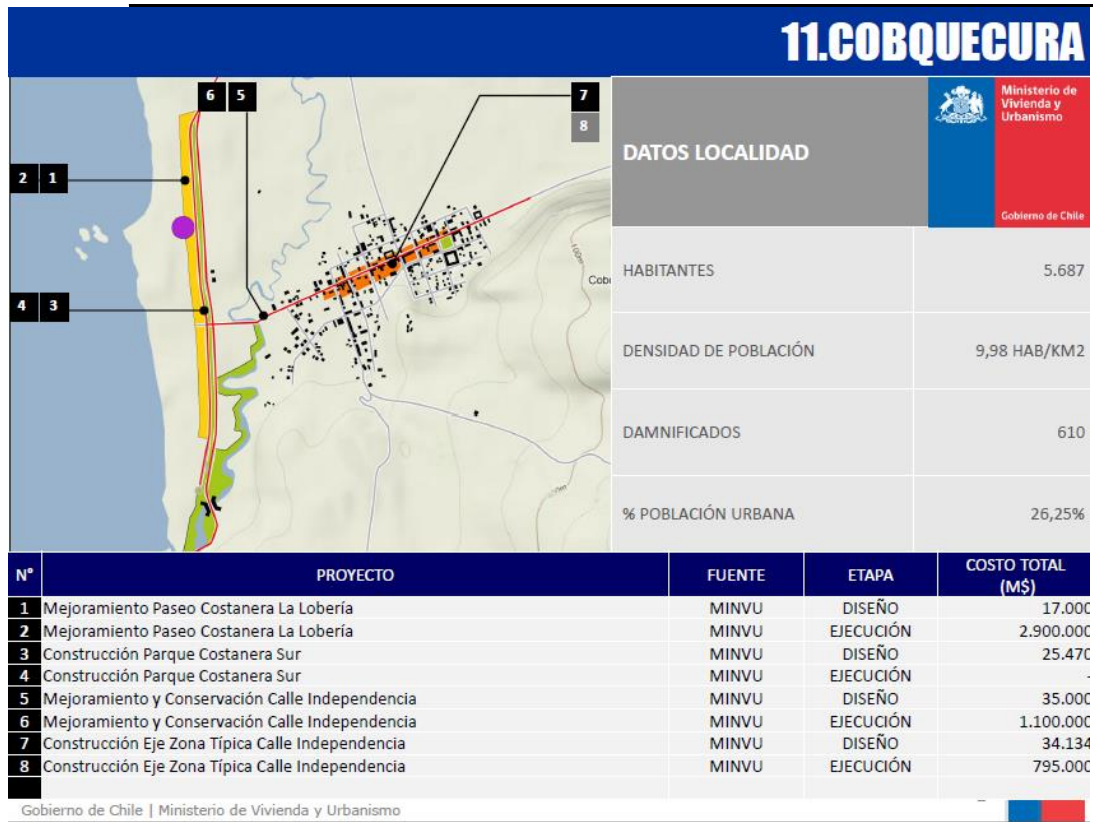 11.COBQUECURA
6 5
7
8
2 1
4 3
100m
Cob
DATOS LOCALIDAD
Ministerio de
Vivienda y
Urbanismo
Gobierno de Chile
HABITANTES 5.687
DENSIDAD DE POBLACIÓN 9,98 HAB/KM2
DAMNIFICADOS 610
% POBLACIÓN URBANA 26,25%
N° PROYECTO FUENTE ETAPA COSTO TOTAL
(M$)
1 Mejoramiento Paseo Costanera La Lobería MINVU DISEÑO 17.000
2 Mejoramiento Paseo Costanera La Lobería MINVU EJECUCIÓN 2.900.000
3 Construcción Parque Costanera Sur MINVU DISEÑO 25.470
4 Construcción Parque Costanera Sur MINVU EJECUCIÓN -
5 Mejoramiento y Conservación Calle Independencia MINVU DISEÑO 35.000
6 Mejoramiento y Conservación Calle Independencia MINVU EJECUCIÓN 1.100.000
7 Construcción Eje Zona Típica Calle Independencia MINVU DISEÑO 34.134
8 Construcción Eje Zona Típica Calle Independencia MINVU EJECUCIÓN 795.000
Gobierno de Chile | Ministerio de Vivienda y Urbanismo